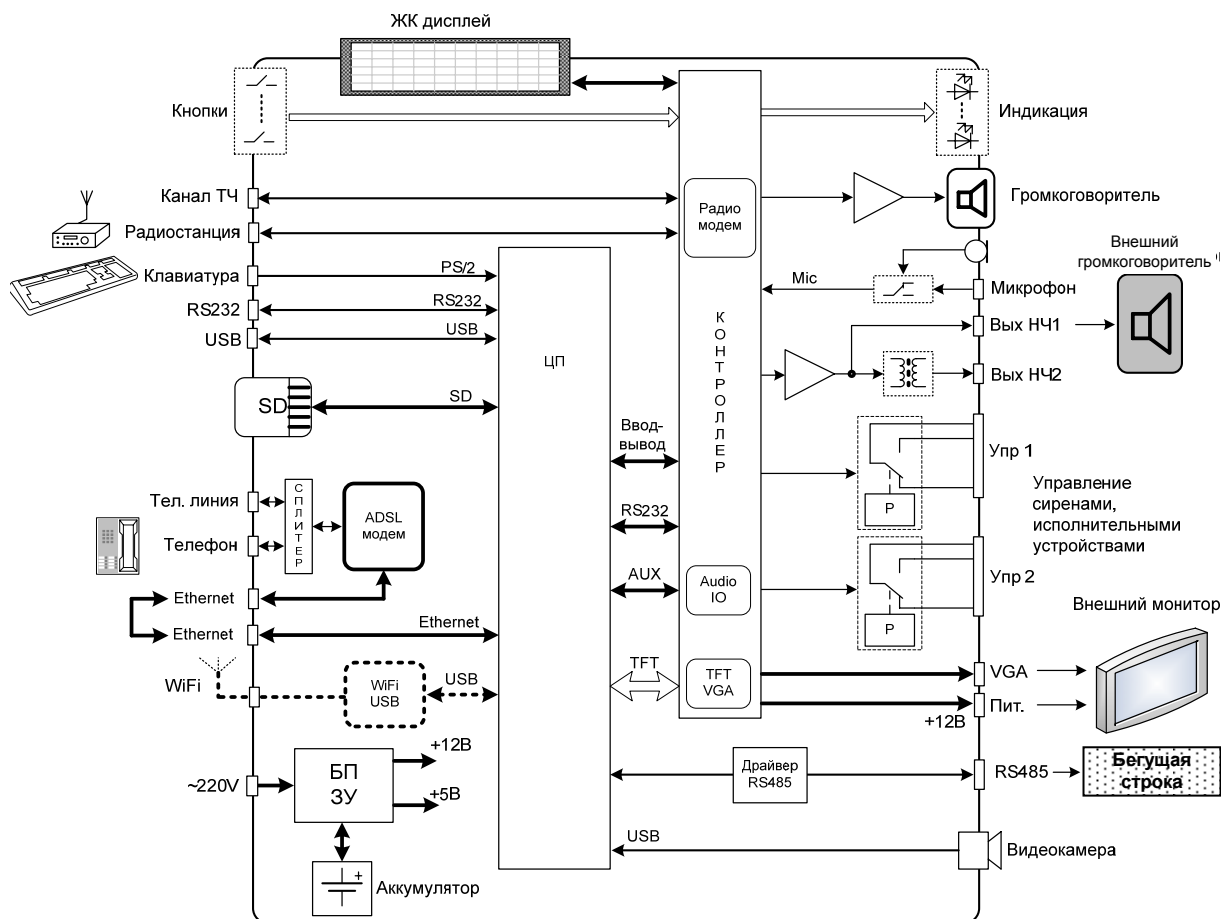 ЖК дисплей
Кнопки
Индикация
Канал ТЧ
Радиостанция
Клавиатура
PS/2
RS232
RS232
USB
USB
SD
SD
Тел. линия
Телефон
СПЛИТЕР
ADSL
модем
Ethernet
Ethernet
Ethernet
WiFi
WiFi
USB
USB
~220V
БП
ЗУ
+12В
+5В
Аккумулятор
ЦП
Ввод-
вывод
RS232
AUX
TFT
Радио
модем
КОНТРОЛЛЕР
Audio
IO
TFT
VGA
Громкоговоритель
Внешний
громкоговоритель
Mic
Микрофон
Вых НЧ1
Вых НЧ2
Упр 1
Р
Управление
сиренами,
исполнительными
устройствами
Упр 2
Р
Внешний монитор
VGA
Пит.
+12В
Драйвер
RS485
RS485
Бегущая
строка
USB
Видеокамера